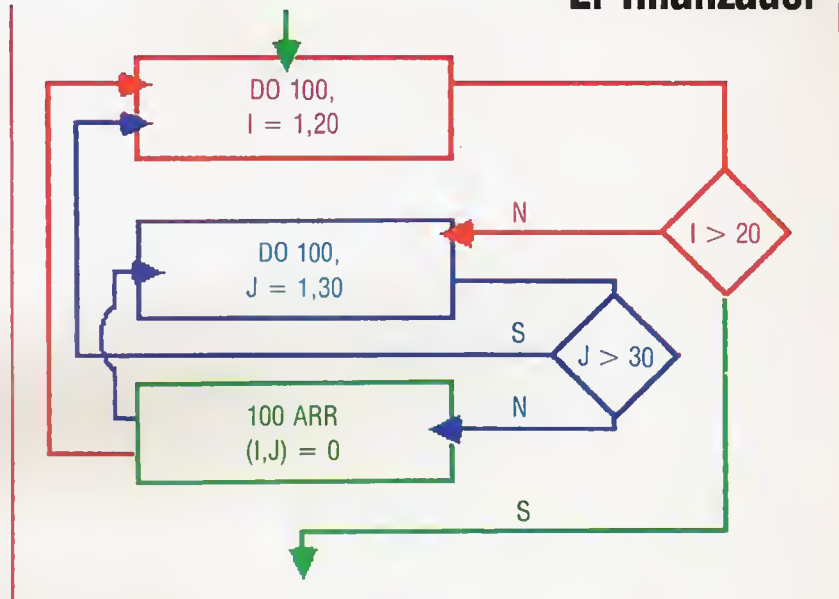 DO 100,
I = 1,20
N
I > 20
DO 100,
J = 1,30
S
J > 30
N
100 ARR
(I,J) = 0
S